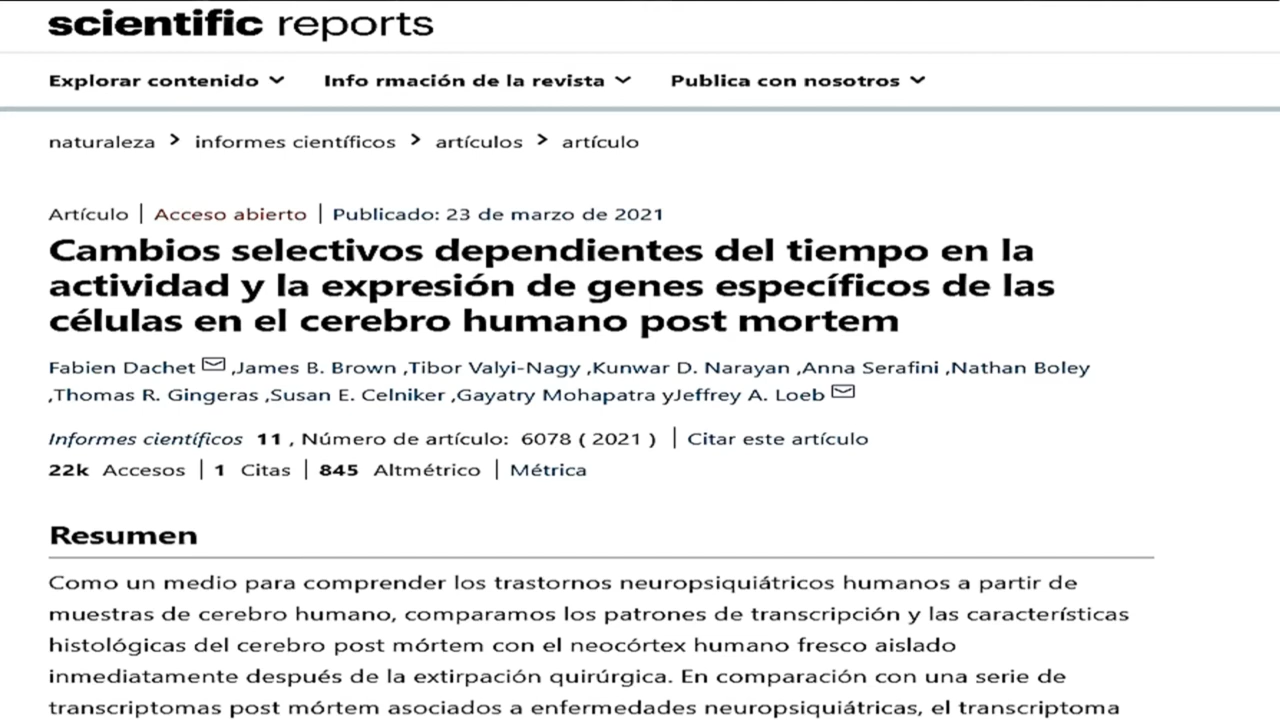 scientific reports
Explorar contenido Info rmación de la revista Publica con nosotros
naturaleza > informes científicos > artículos > artículo
Artículo | Acceso abierto | Publicado: 23 de marzo de 2021
Cambios selectivos dependientes del tiempo en la
actividad y la expresión de genes específicos de las
células en el cerebro humano post mortem
Fabien Dachet ,James B. Brown ,Tibor Valyi-Nagy ,Kunwar D. Narayan ,Anna Serafini ,Nathan Boley
,Thomas R. Gingeras ,Susan E. Celniker ,Gayatry Mohapatra yJeffrey A. Loeb
Informes científicos 11 , Número de artículo: 6078 ( 2021 ) | Citar este artículo
22k Accesos | 1 Citas | 845 Altmétrico | Métrica
Resumen
Como un medio para comprender los trastornos neuropsiquiátricos humanos a partir de
muestras de cerebro humano, comparamos los patrones de transcripción y las características
histológicas del cerebro post mórtem con el neocórtex humano fresco aislado
inmediatamente después de la extirpación quirúrgica. En comparación con una serie de
transcriptomas post mórtem asociados a enfermedades neuropsiquiátricas, el transcriptoma